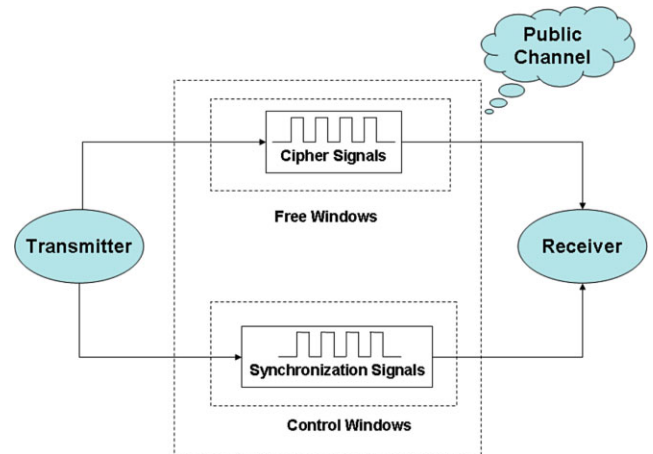 Public
Channel
Cipher Signals
Free Windows
Transmitter
Receiver
Synchronization Signals
Control Windows